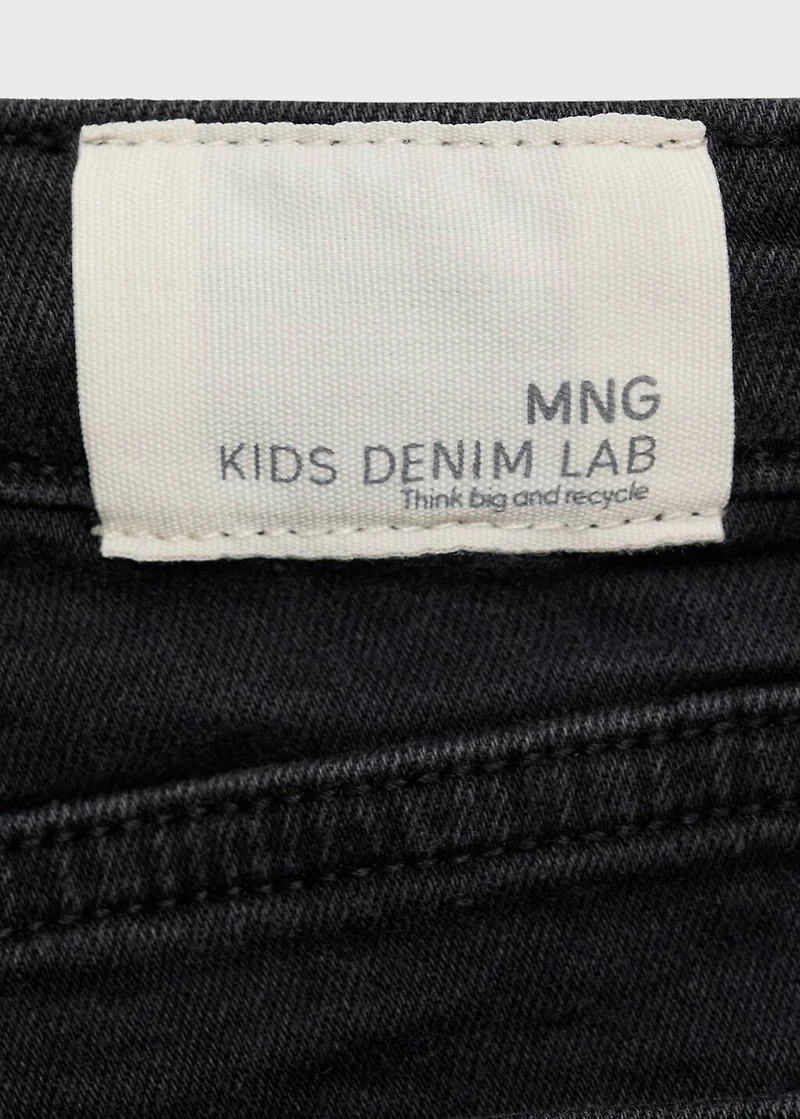 MNG
KIDS DENIM LAB
Think big and recycle